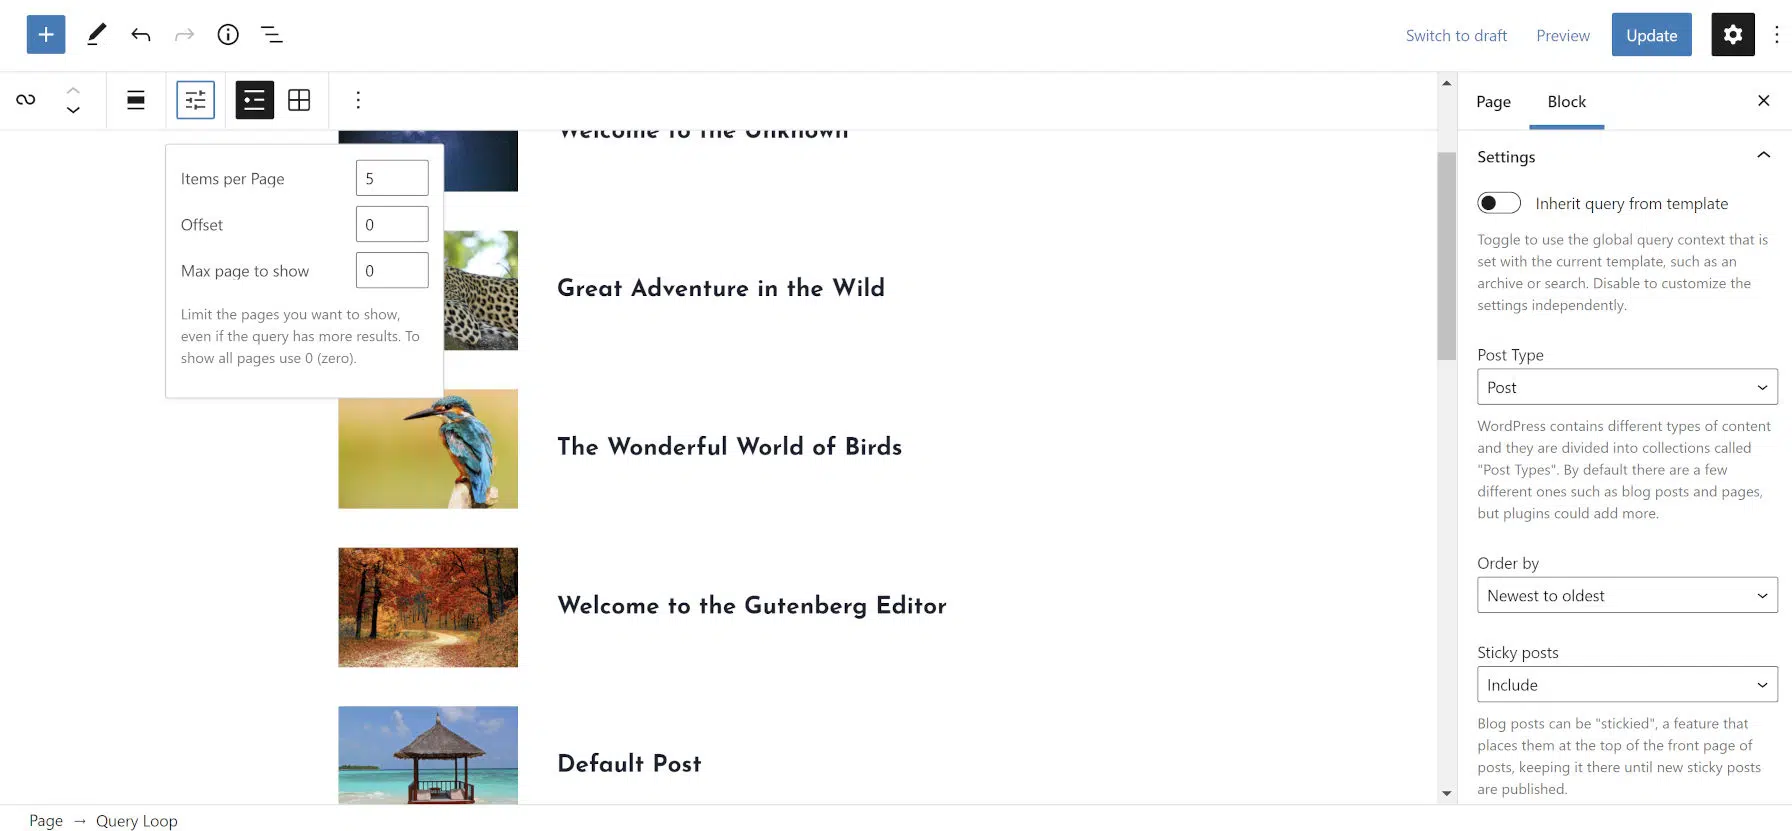 Switch to draft
Preview
Update
Page
Block
Welcome to the Unknown
Items per Page
5
Offset
0
Max page to show
0
Limit the pages you want to show,
even if the query has more results. To
show all pages use 0 (zero).
Great Adventure in the Wild
The Wonderful World of Birds
Welcome to the Gutenberg Editor
Default Post
Settings
Inherit query from template
Toggle to use the global query context that is
set with the current template, such as an
archive or search. Disable to customize the
settings independently.
Post Type
Post
WordPress contains different types of content
and they are divided into collections called
"Post Types". By default there are a few
different ones such as blog posts and pages,
but plugins could add more.
Order by
Newest to oldest
Sticky posts
Include
Blog posts can be "stickied", a feature that
places them at the top of the front page of
posts, keeping it there until new sticky posts
are published.
Page → Query Loop